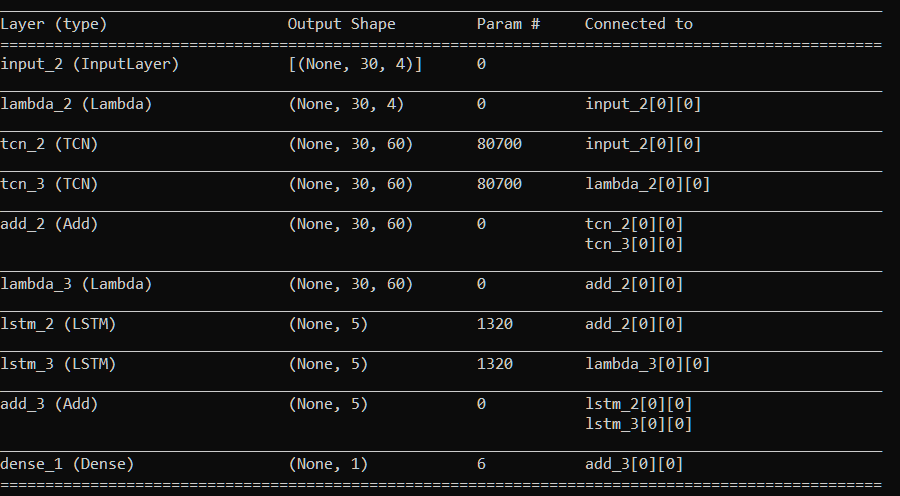 Layer (type) Output Shape Param # Connected to
==================================================================================================
input_2 (InputLayer) [(None, 30, 4)] 0
lambda_2 (Lambda) (None, 30, 4) 0 input_2[0][0]
tcn_2 (TCN) (None, 30, 60) 80700 input_2[0][0]
tcn_3 (TCN) (None, 30, 60) 80700 lambda_2[0][0]
add_2 (Add) (None, 30, 60) 0 tcn_2[0][0]
tcn_3[0][0]
lambda_3 (Lambda) (None, 30, 60) 0 add_2[0][0]
lstm_2 (LSTM) (None, 5) 1320 add_2[0][0]
lstm_3 (LSTM) (None, 5) 1320 lambda_3[0][0]
add_3 (Add) (None, 5) 0 lstm_2[0][0]
lstm_3[0][0]
dense_1 (Dense) (None, 1) 6 add_3[0][0]
==================================================================================================